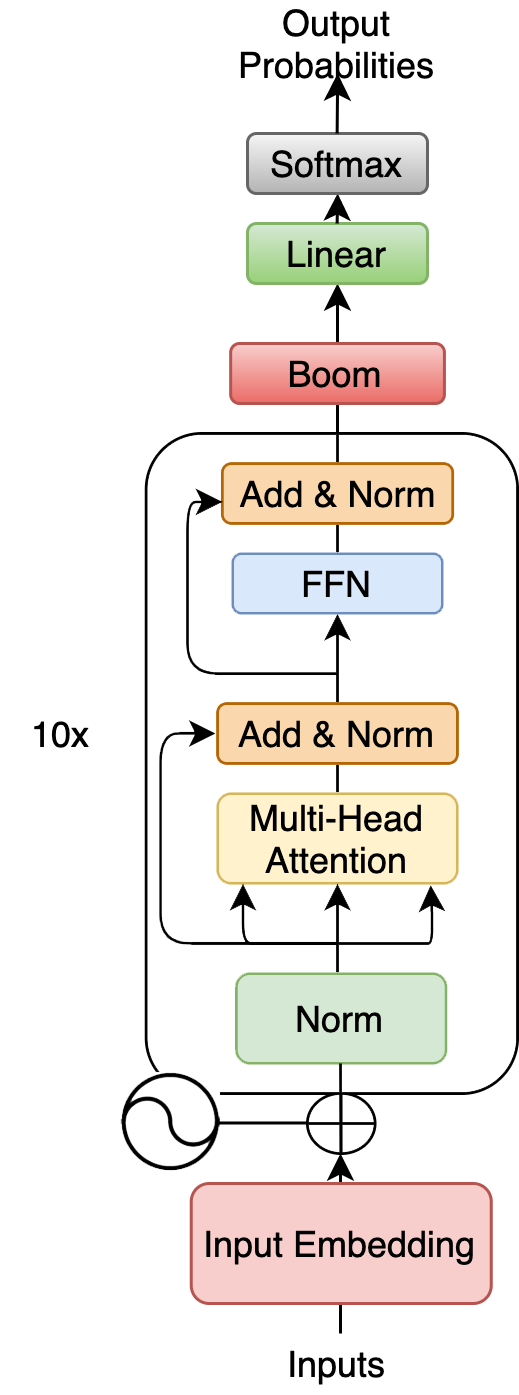 Output
Probabilities
Softmax
Linear
Boom
Add & Norm
FFN
10x
Add & Norm
Multi-Head
Attention
Norm
Input Embedding
Inputs